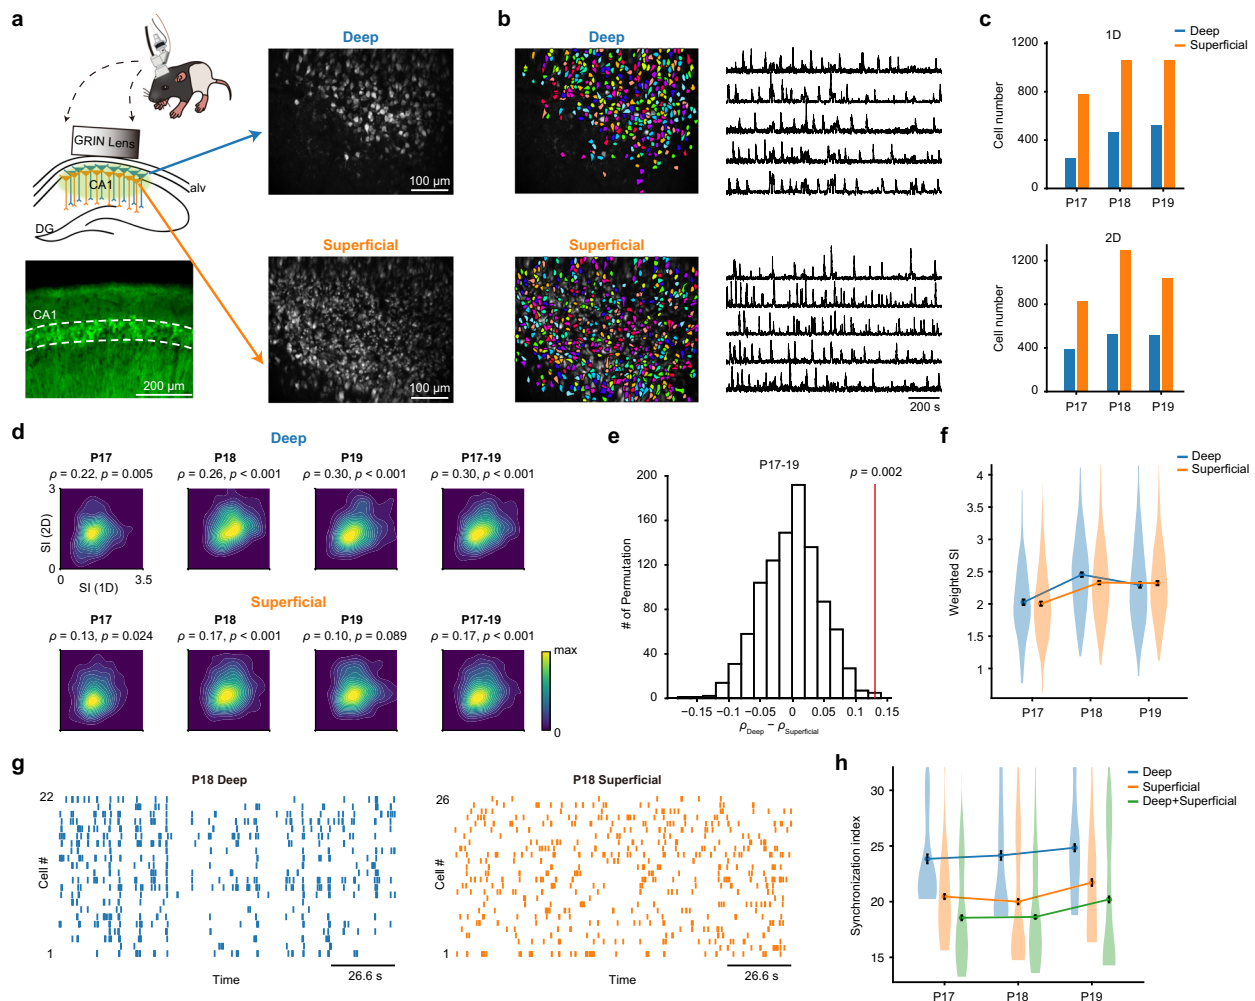 a
Deep
GRIN Lens
CA1
alv
DG
100 µm
Superficial
CA1
200 µm
100 µm
b
Deep
Superficial
200 s
c
Deep
Superficial
1D
Cell number
1200
800
400
0
P17 P18 P19
2D
Cell number
1200
800
400
0
P17 P18 P19
d
Deep
P17 P18 P19 P17-19
ρ = 0.22, p = 0.005 ρ = 0.26, p < 0.001 ρ = 0.30, p < 0.001 ρ = 0.30, p < 0.001
3
SI (2D)
0
0 3.5
SI (1D)
Superficial
P17 P18 P19 P17-19
ρ = 0.13, p = 0.024 ρ = 0.17, p < 0.001 ρ = 0.10, p = 0.089 ρ = 0.17, p < 0.001
max
0
e
P17-19
p = 0.002
# of Permutation
200
160
120
80
40
0
−0.15 −0.1 −0.05 0 0.05 0.1 0.15
ρDeep − ρSuperficial
f
Deep
Superficial
Weighted SI
4
3.5
3
2.5
2
1.5
1
P17 P18 P19
g
P18 Deep
22
Cell #
1
Time
26.6 s
P18 Superficial
26
Cell #
1
Time
26.6 s
h
Deep
Superficial
Deep+Superficial
Synchronization index
30
25
20
15
P17 P18 P19